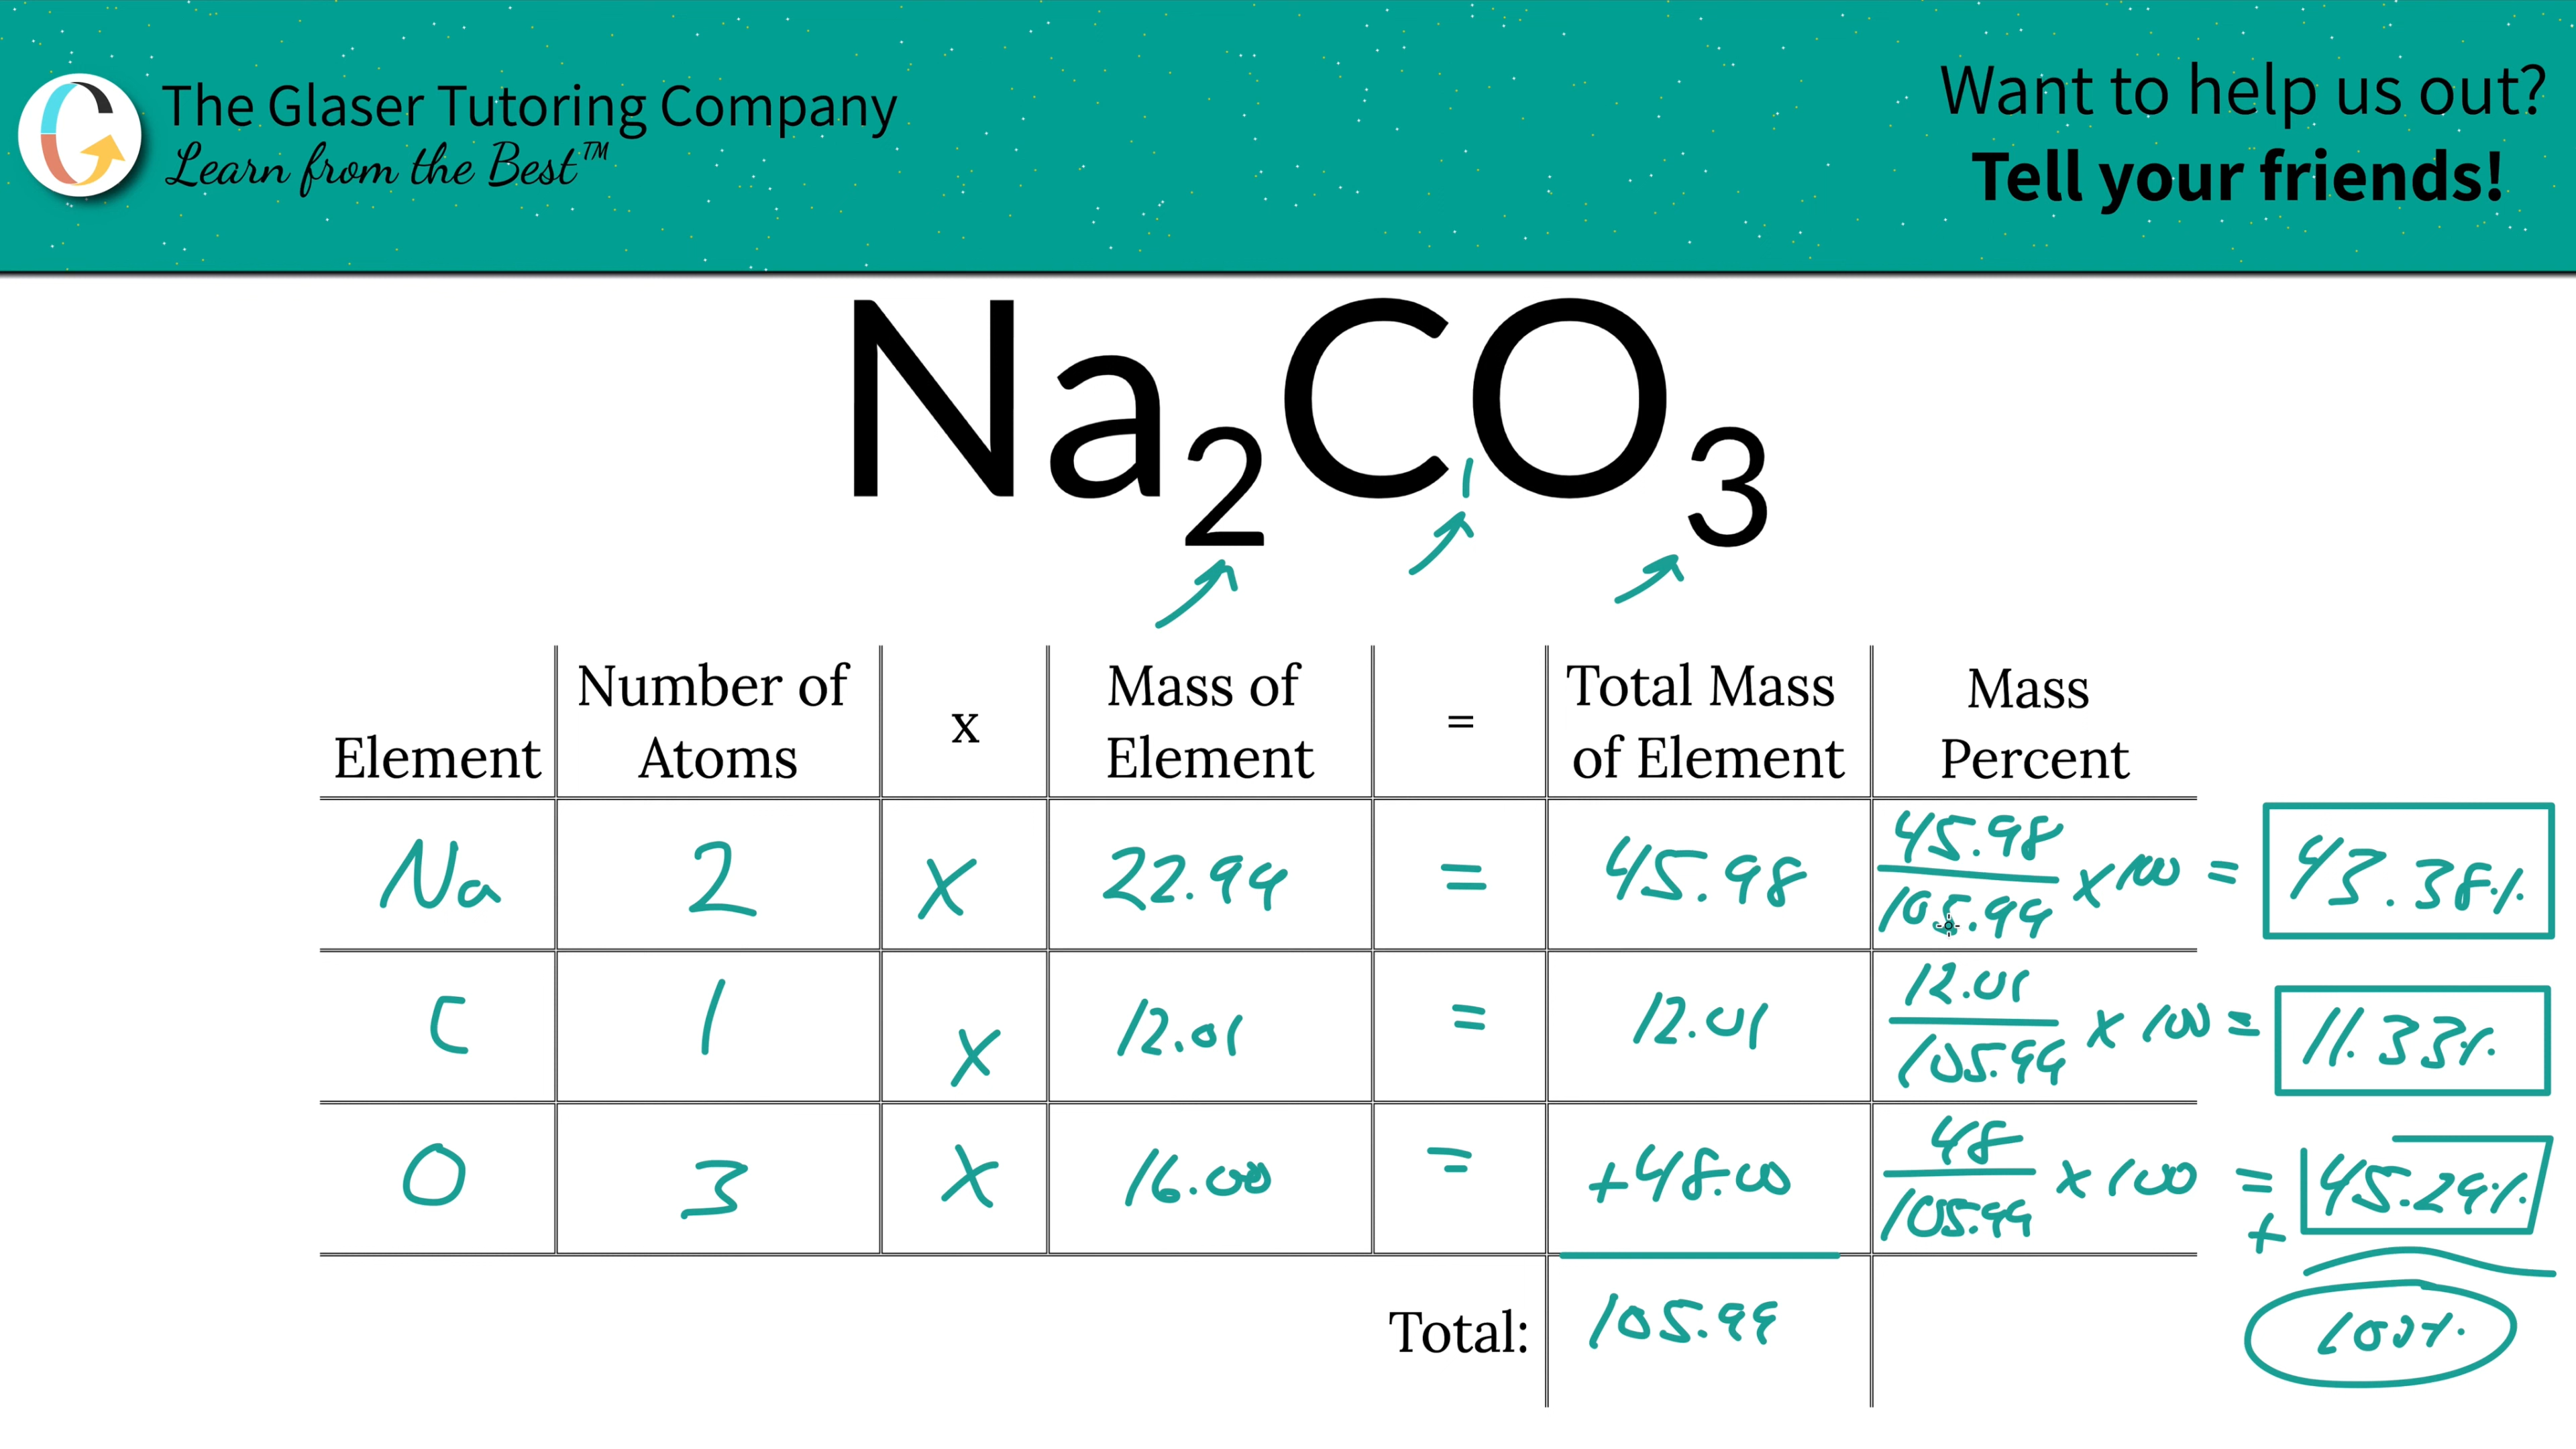 The Glaser Tutoring Company
Learn from the Best™
Want to help us out?
Tell your friends!
Na₂CO₃
1
Element | Number of Atoms | x | Mass of Element | = | Total Mass of Element | Mass Percent
Na | 2 | x | 22.99 | = | 45.98 | 45.98/105.99 x 100 = 43.38%
C | 1 | x | 12.01 | = | 12.01 | 12.01/105.99 x 100 = 11.33%
O | 3 | x | 16.00 | = | +48.00 | 48/105.99 x 100 = 45.29%
+
Total: 105.99
100%